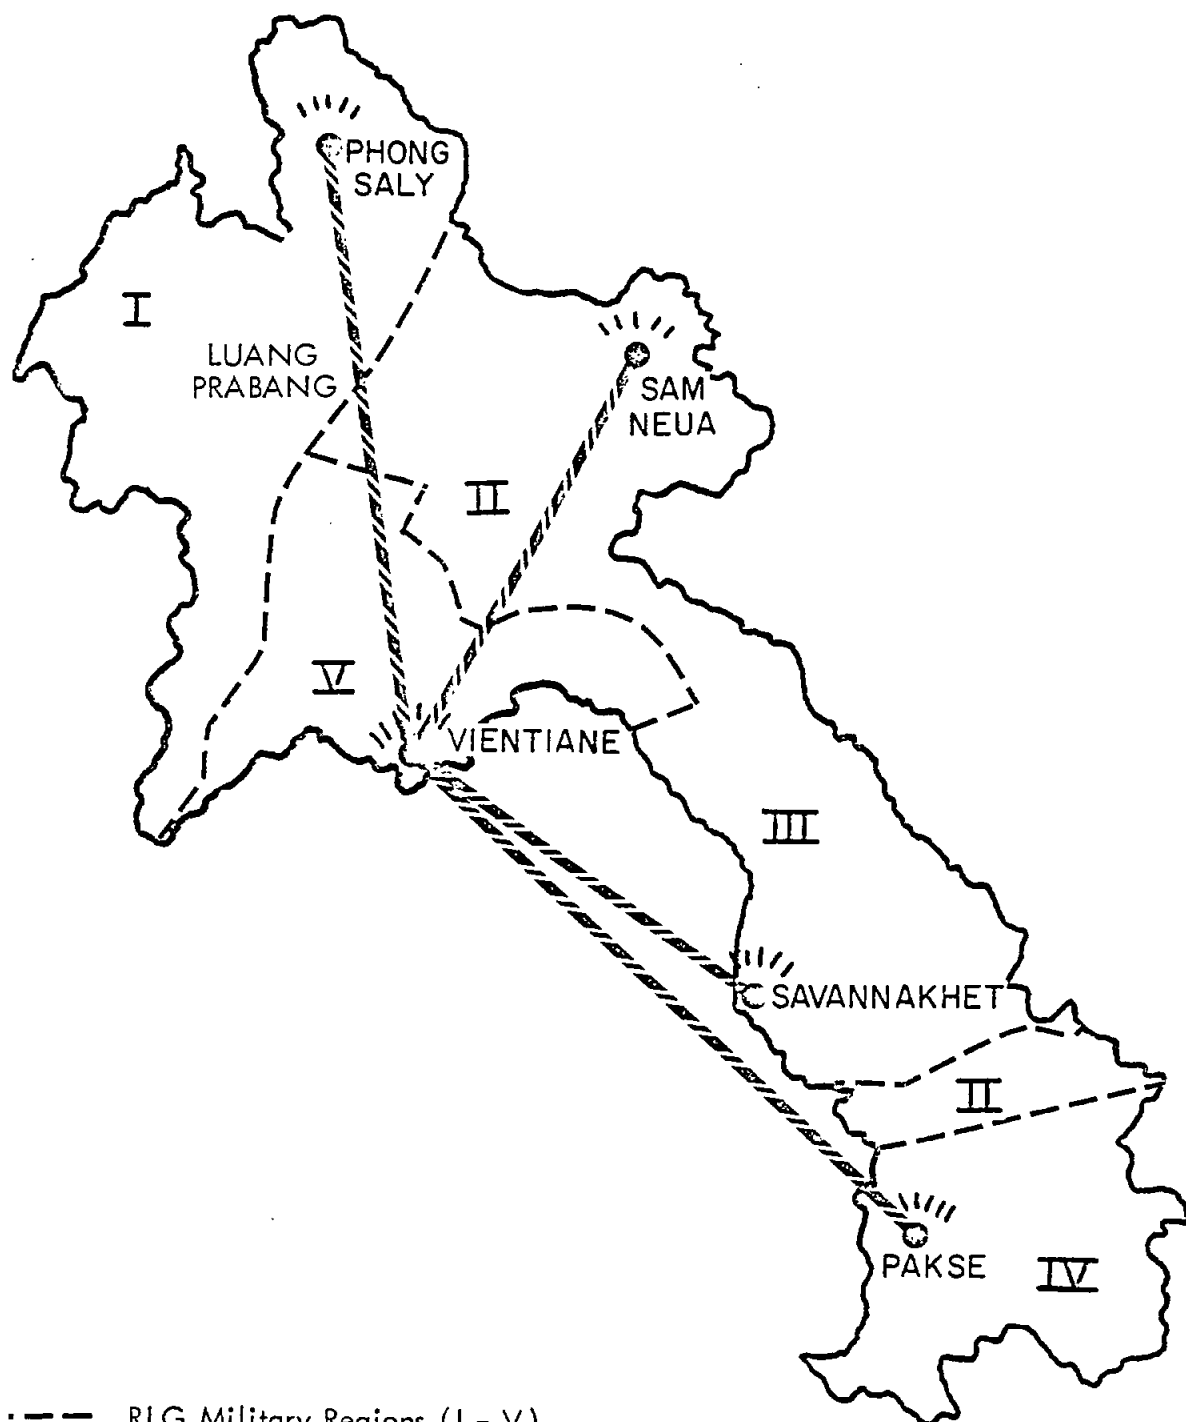 PHONG
SALY
I
LUANG
PRABANG
SAM
NEUA
II
V
VIENTIANE
III
SAVANNAKHET
II
PAKSE
IV
RLG Military Regions (I - V)